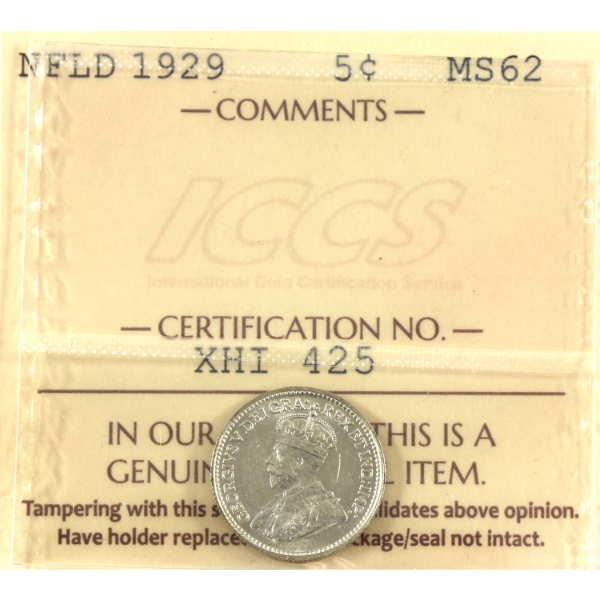 NFLD 1929 5¢ MS62
— COMMENTS —
ICCS
International Coin Certification Service
— CERTIFICATION NO. —
XHI 425
IN OUR THIS IS A
GENUIN L ITEM.
Tampering with this s lidates above opinion.
Have holder replace ckage/seal not intact.
GEORGIVS V DEI GRA: REX ET IND:IMP: